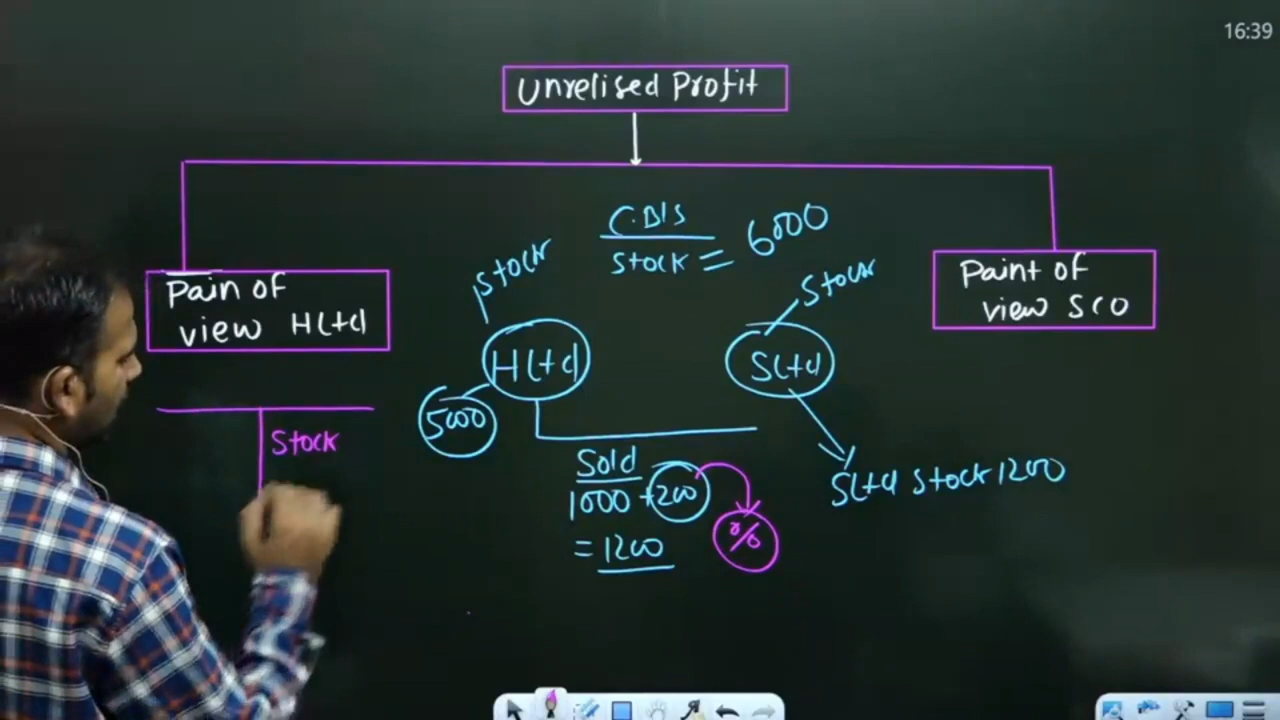 16:39
Unrelised Profit
C.B/S
Stock = 6000
Stock
Stock
Pain of
view H Ltd
Paint of
view S CO
H Ltd
S Ltd
5000
Stock
Sold
1000 + 200
= 1200
%
S Ltd Stock 1200